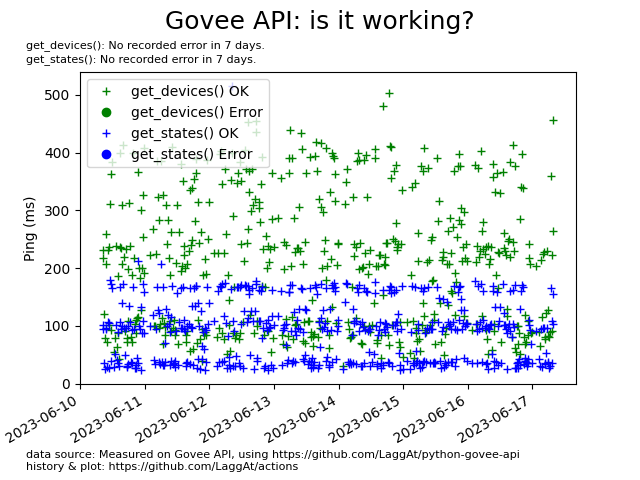 Govee API: is it working?
get_devices(): No recorded error in 7 days.
get_states(): No recorded error in 7 days.
get_devices() OK
get_devices() Error
get_states() OK
get_states() Error
500
400
300
200
100
0
Ping (ms)
2023-06-10
2023-06-11
2023-06-12
2023-06-13
2023-06-14
2023-06-15
2023-06-16
2023-06-17
data source: Measured on Govee API, using https://github.com/LaggAt/python-govee-api
history & plot: https://github.com/LaggAt/actions